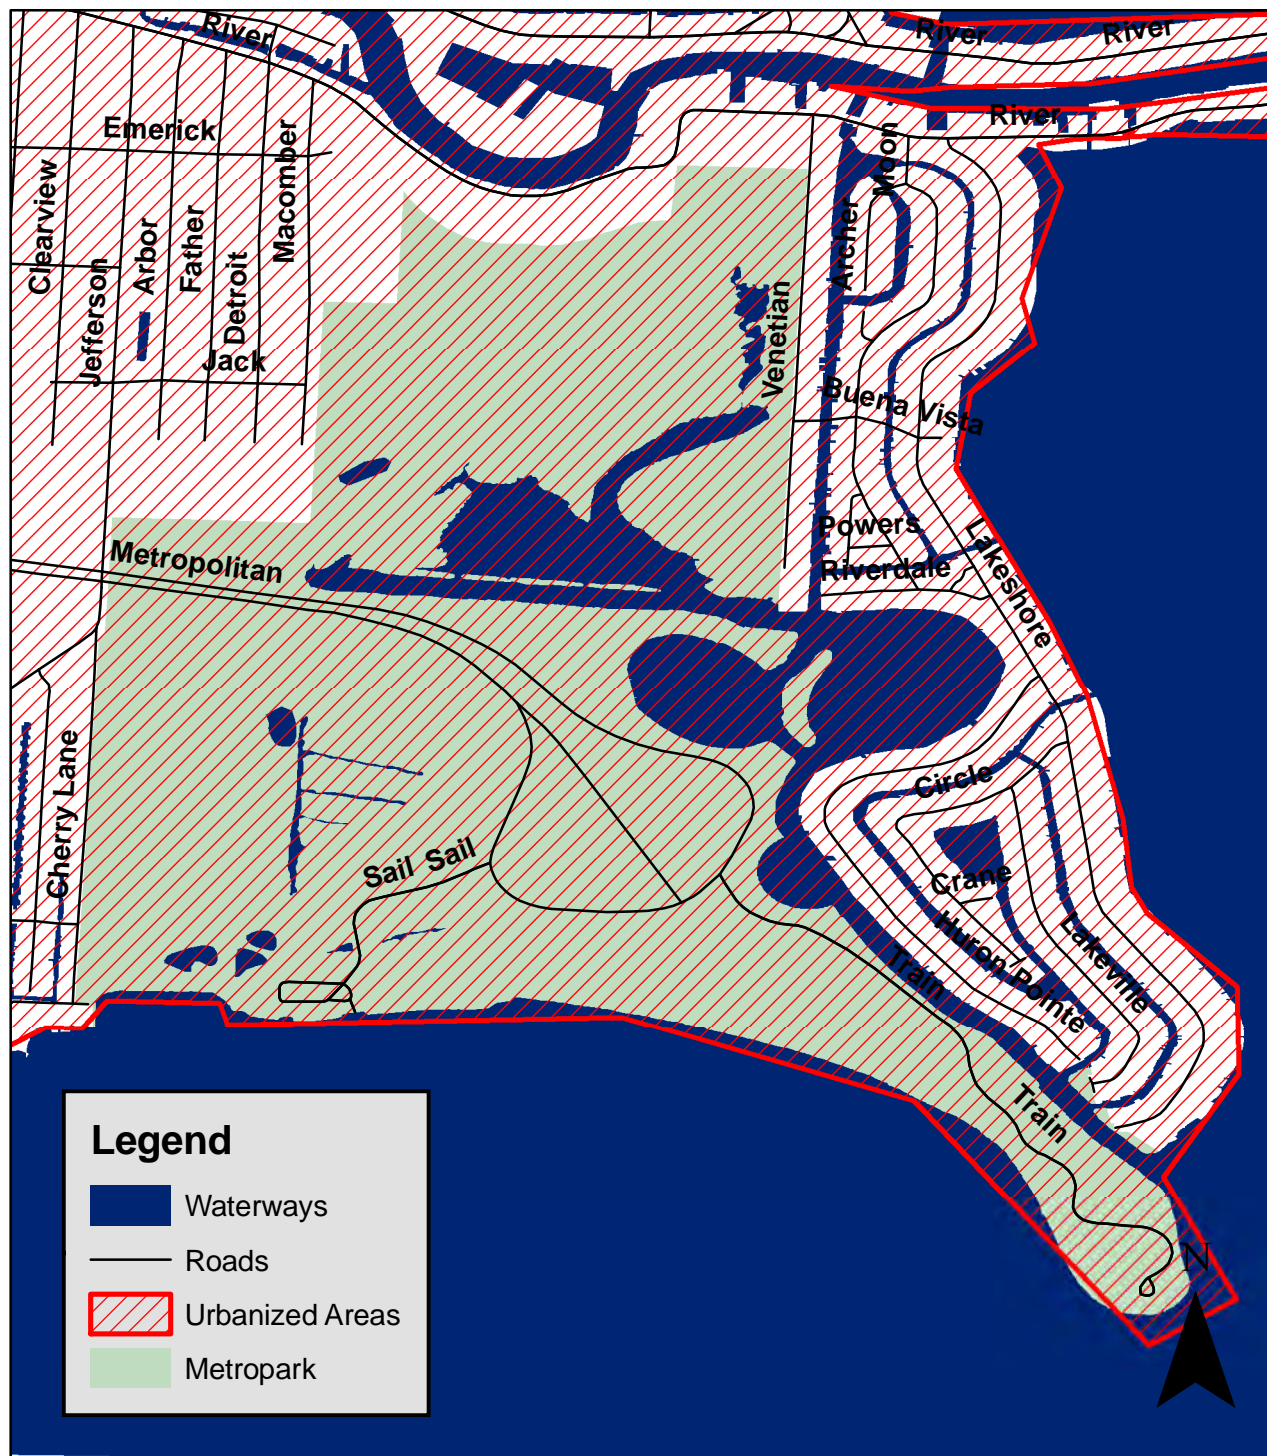 River
River
River
River
Emerick
Macomber
Moon
Clearview
Arbor
Father
Archer
Jefferson
Detroit
Venetian
Jack
Buena Vista
Powers
Lakeshore
Metropolitan
Riverdale
Cherry Lane
Circle
Sail Sail
Crane
Huron Pointe
Lakeville
Train
Train
N
Legend
Waterways
Roads
Urbanized Areas
Metropark